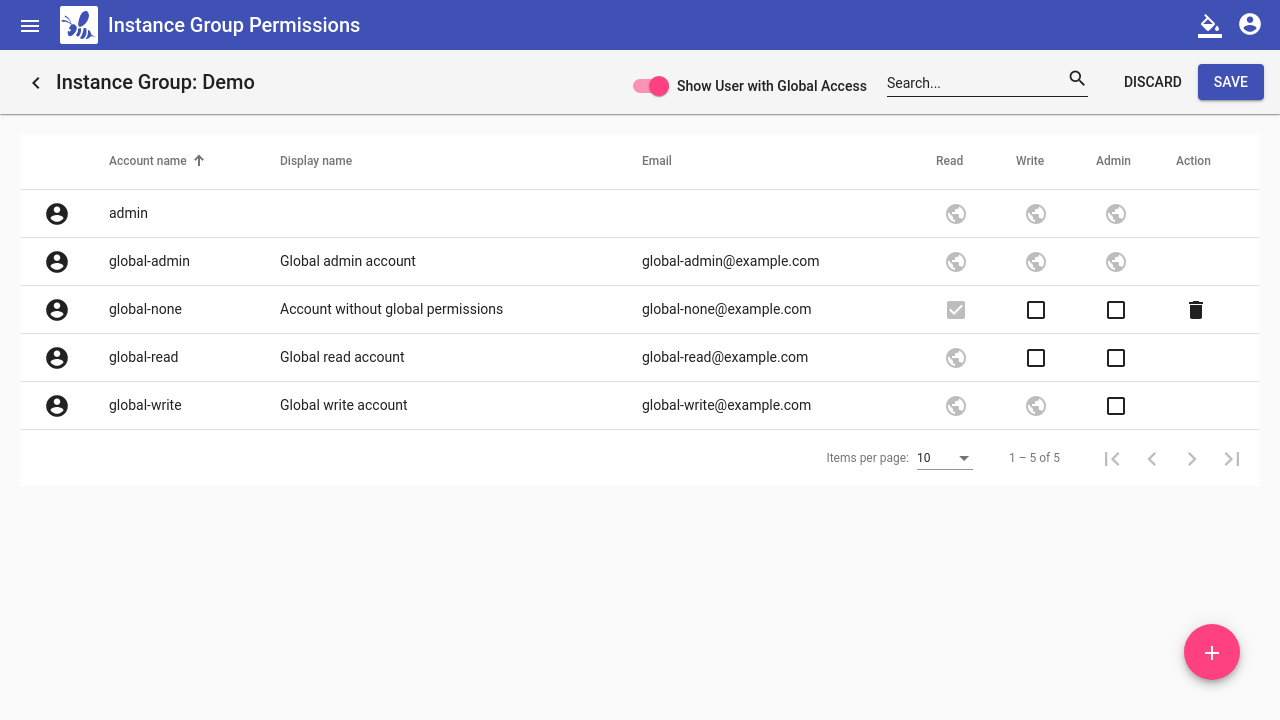 Instance Group Permissions
Instance Group: Demo
Show User with Global Access
Search...
DISCARD
SAVE
Account name Display name Email Read Write Admin Action
admin
global-admin Global admin account global-admin@example.com
global-none Account without global permissions global-none@example.com
global-read Global read account global-read@example.com
global-write Global write account global-write@example.com
Items per page: 10 1 – 5 of 5